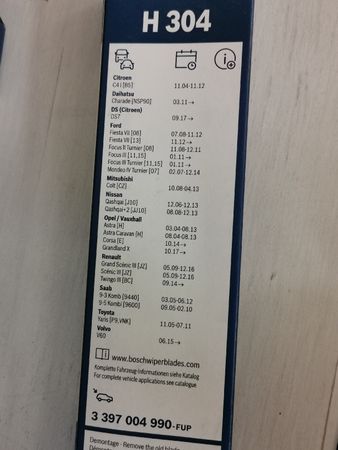 H 304
Citroen
C4 I [B5] 11.04-11.12
Daihatsu
Charade [NSP90] 03.11→
DS (Citroen)
DS7 09.17→
Ford
Fiesta VII [08] 07.08-11.12
Fiesta VII [13] 11.12→
Focus II Turnier [08] 11.08-12.11
Focus III [11,15] 01.11→
Focus III Turnier [11,15] 01.11→
Mondeo IV Turnier [07] 02.07-12.14
Mitsubishi
Colt [CZ] 10.08-04.13
Nissan
Qashqai [J10] 12.06-12.13
Qashqai+2 [JJ10] 08.08-12.13
Opel / Vauxhall
Astra [H] 03.04-08.13
Astra Caravan [H] 08.04-08.13
Corsa [E] 10.14→
Grandland X 10.17→
Renault
Grand Scénic III [JZ] 05.09-12.16
Scénic III [JZ] 05.09-12.16
Twingo III [BC] 09.14→
Saab
9-3 Kombi [9440] 03.05-06.12
9-5 Kombi [9600] 09.05-02.10
Toyota
Yaris [P9,VNK] 11.05-07.11
Volvo
V60 06.15→
www.boschwiperblades.com
Komplette Fahrzeug-Informationen siehe Katalog
For complete vehicle applications see catalogue
3 397 004 990-FUP
Demontage · Remove the old blade